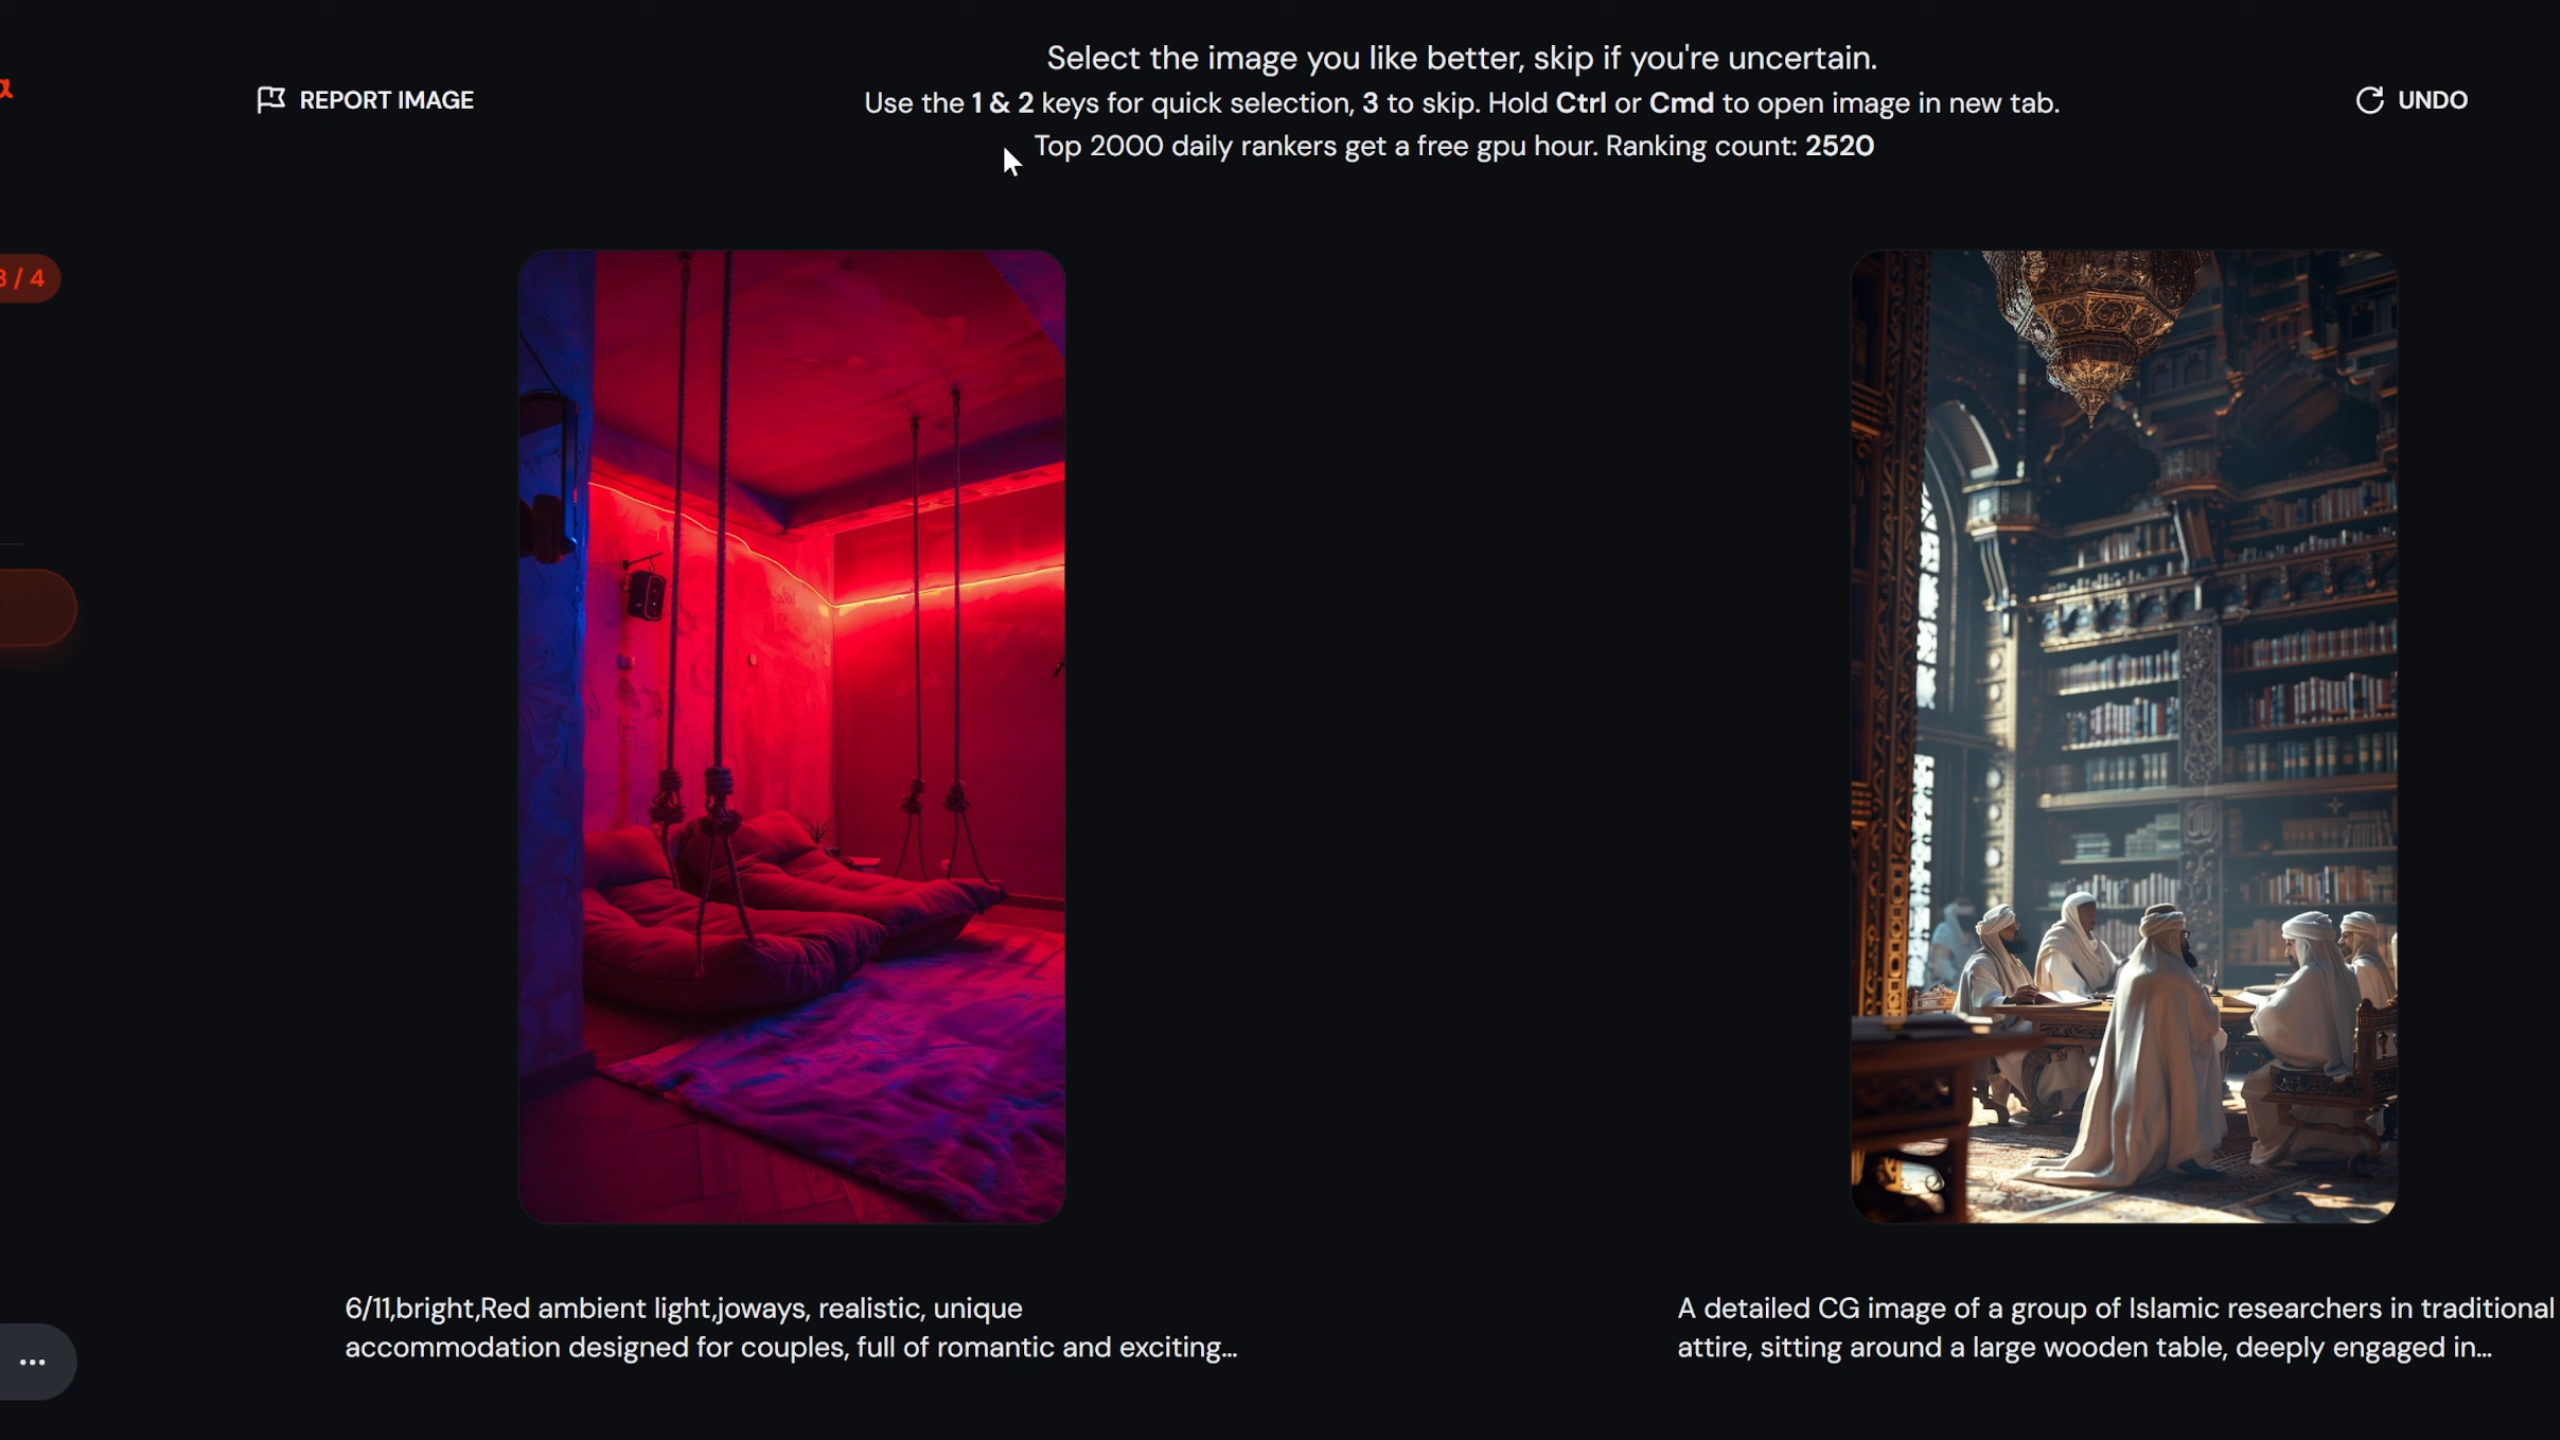 α
REPORT IMAGE
Select the image you like better, skip if you're uncertain.
Use the 1 & 2 keys for quick selection, 3 to skip. Hold Ctrl or Cmd to open image in new tab.
Top 2000 daily rankers get a free gpu hour. Ranking count: 2520
UNDO
3 / 4
6/11,bright,Red ambient light,joways, realistic, unique
accommodation designed for couples, full of romantic and exciting...
A detailed CG image of a group of Islamic researchers in traditional
attire, sitting around a large wooden table, deeply engaged in...